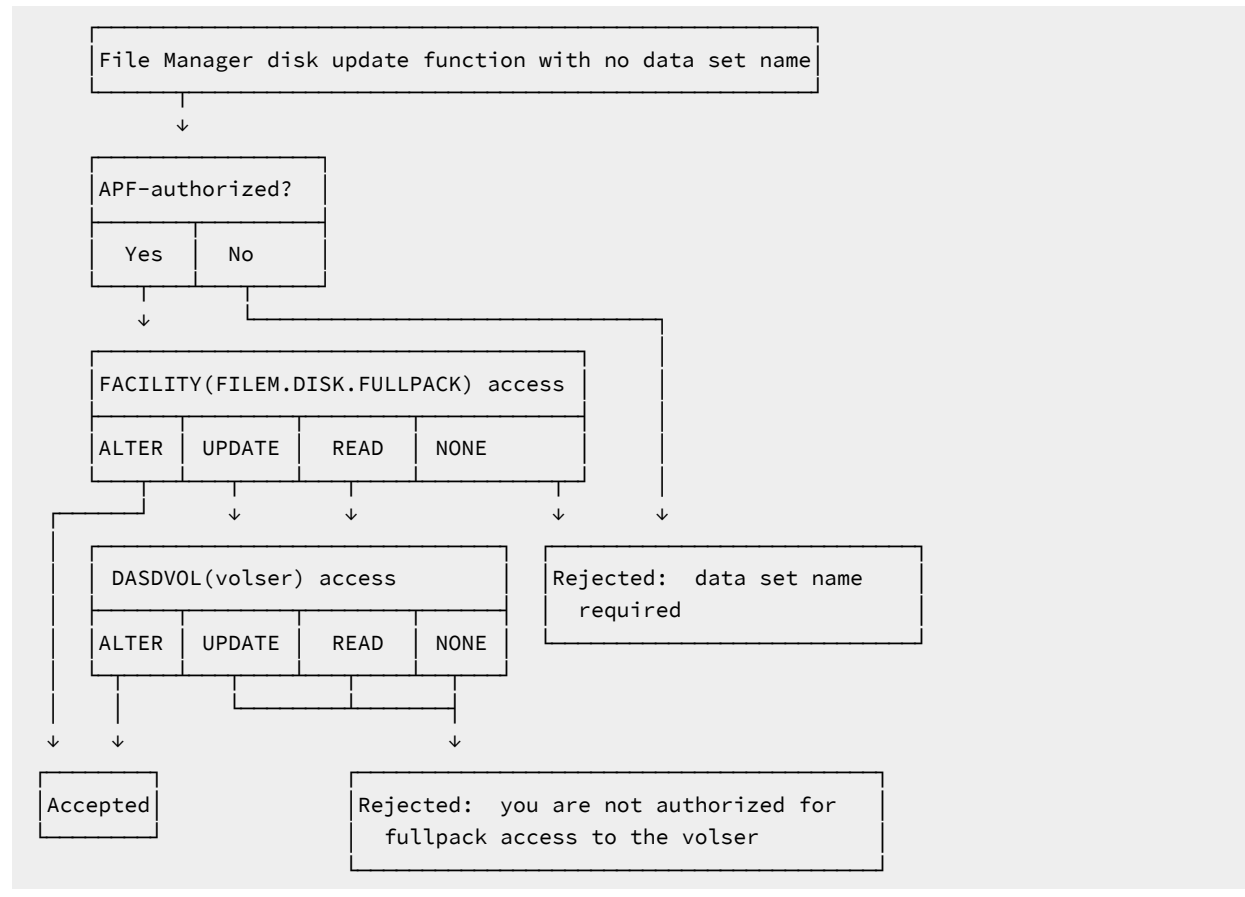 File Manager disk update function with no data set name
APF-authorized?
Yes No
FACILITY(FILEM.DISK.FULLPACK) access
ALTER UPDATE READ NONE
DASDVOL(volser) access
ALTER UPDATE READ NONE
Rejected: data set name
required
Accepted
Rejected: you are not authorized for
fullpack access to the volser